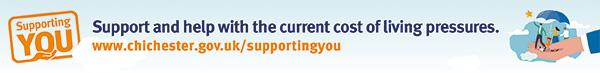 Supporting
YOU
Support and help with the current cost of living pressures.
www.chichester.gov.uk/supportingyou